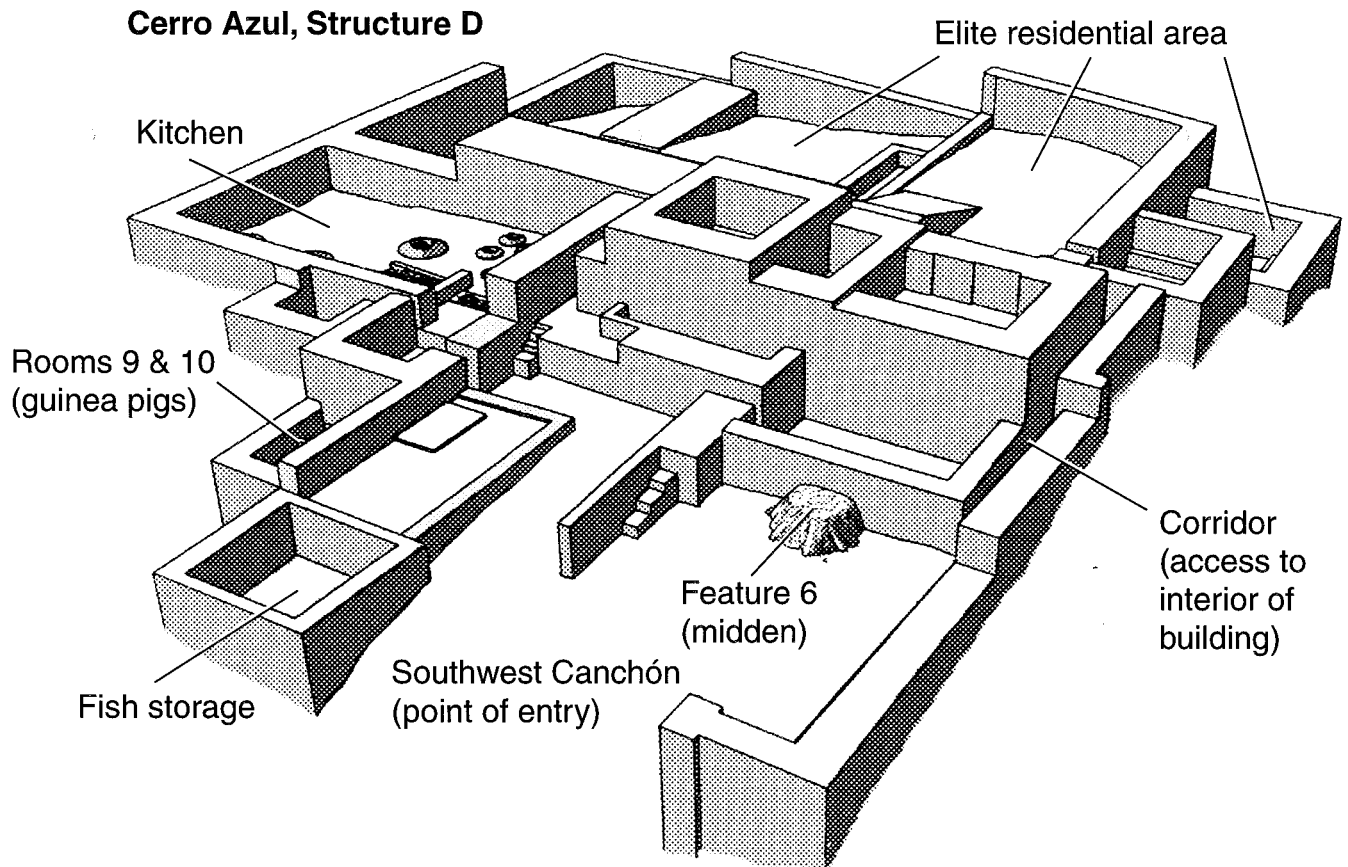 Cerro Azul, Structure D
Elite residential area
Kitchen
Rooms 9 & 10
(guinea pigs)
Feature 6
(midden)
Corridor
(access to
interior of
building)
Southwest Canchón
(point of entry)
Fish storage